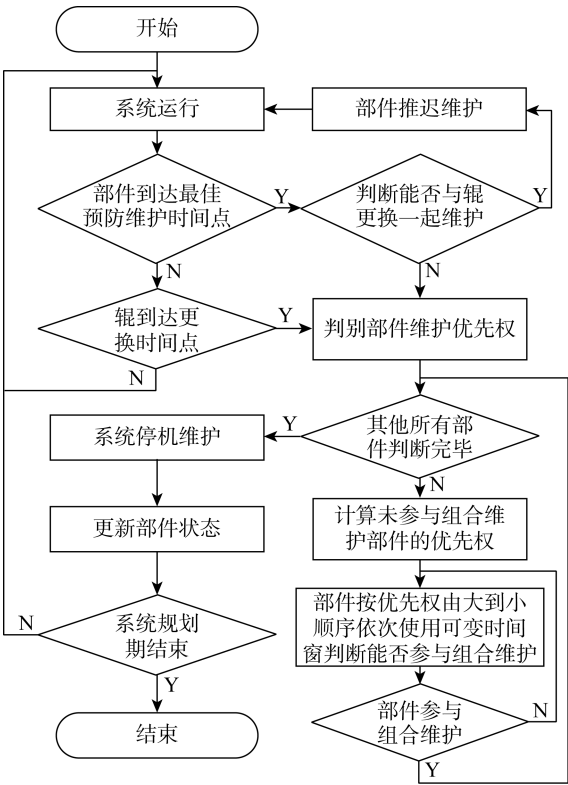 开始
系统运行
部件推迟维护
部件到达最佳
预防维护时间点
Y
判断能否与辊
更换一起维护
Y
N
N
辊到达更
换时间点
Y
判别部件维护优先权
N
其他所有部
件判断完毕
Y
系统停机维护
N
计算未参与组合维
护部件的优先权
更新部件状态
部件按优先权由大到小
顺序依次使用可变时间
窗判断能否参与组合维护
N
系统规划
期结束
Y
部件参与
组合维护
N
Y
结束